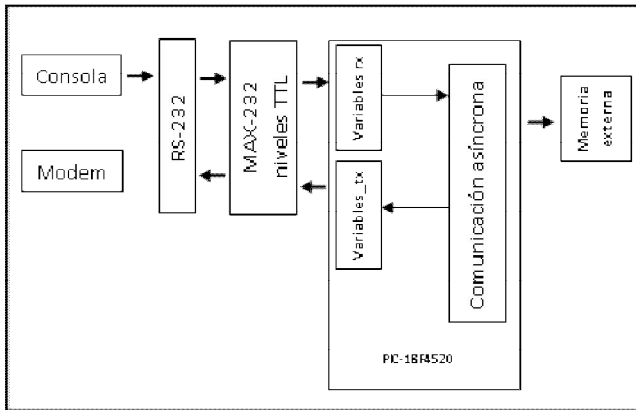 Consola
Modem
RS-232
MAX-232
niveles TTL
Variables rx
Variables_tx
Comunicación asíncrona
PIC-18F4520
Memoria
externa